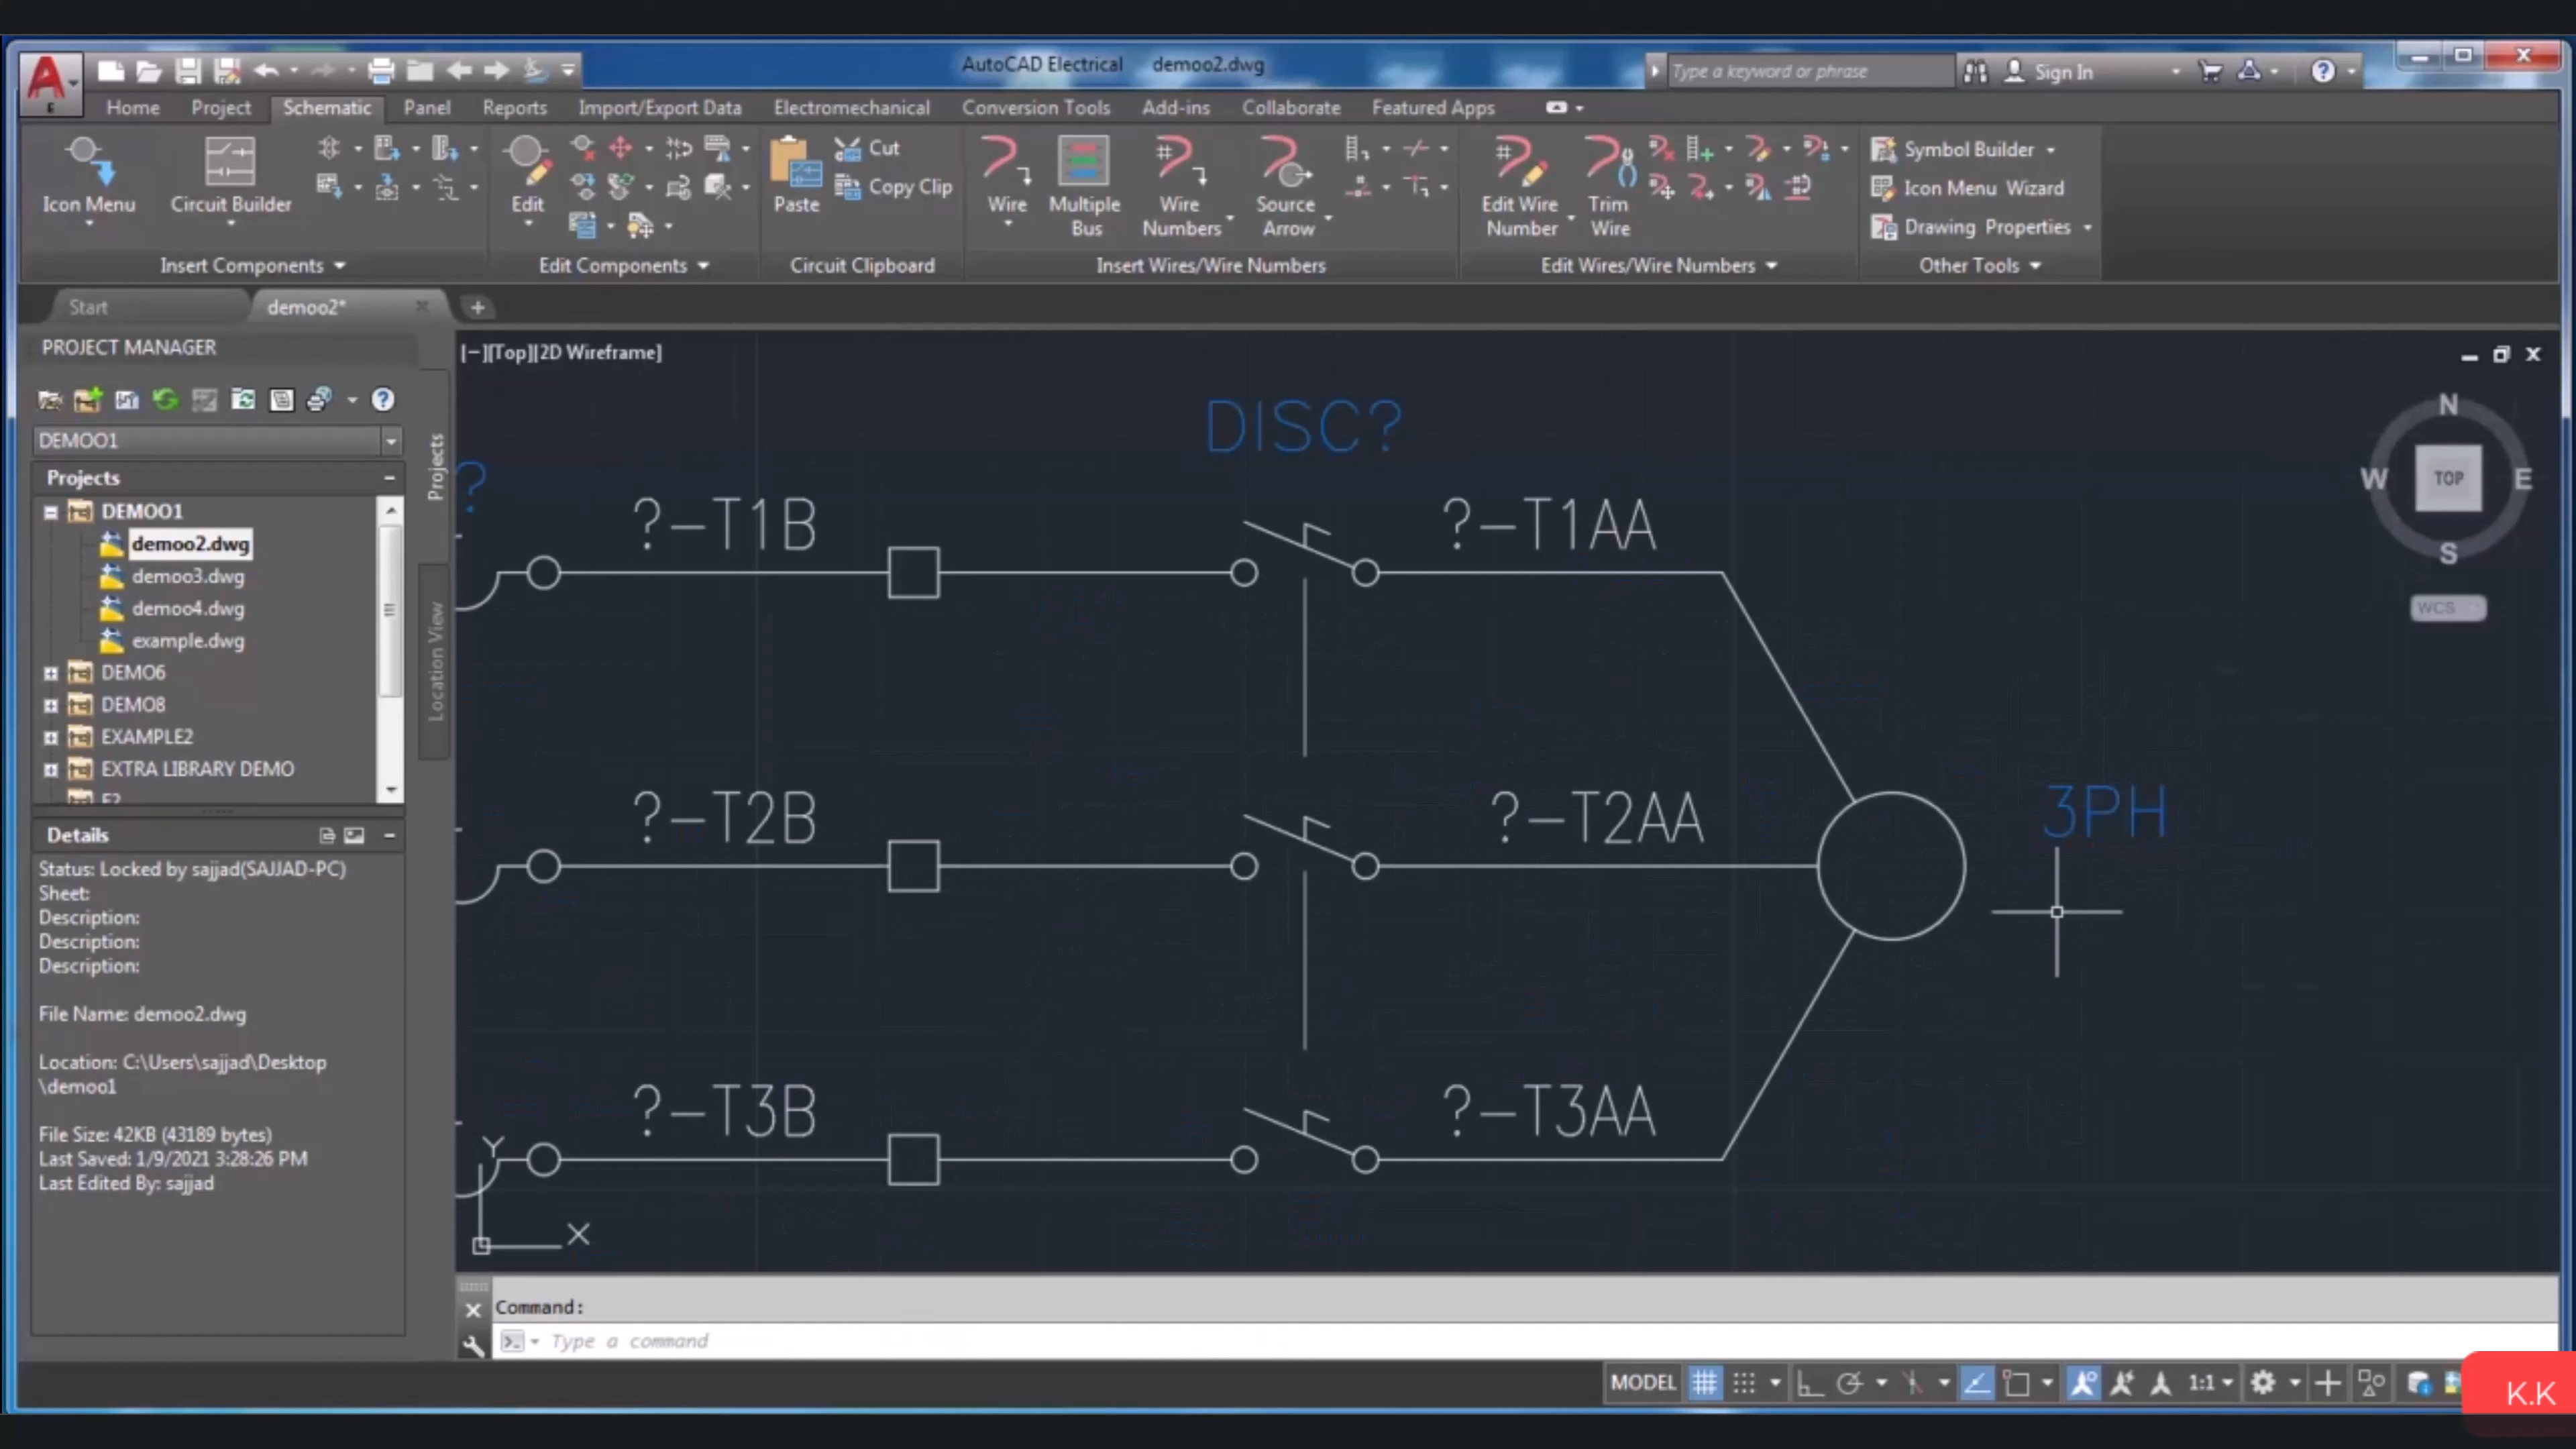 AutoCAD Electrical demoo2.dwg
Type a keyword or phrase
Sign In
Home Project Schematic Panel Reports Import/Export Data Electromechanical Conversion Tools Add-ins Collaborate Featured Apps
Icon Menu
Circuit Builder
Insert Components
Edit
Edit Components
Paste
Cut
Copy Clip
Circuit Clipboard
Wire
Multiple Bus
Wire Numbers
Source Arrow
Insert Wires/Wire Numbers
Edit Wire Number
Trim Wire
Edit Wires/Wire Numbers
Symbol Builder
Icon Menu Wizard
Drawing Properties
Other Tools
Start
demoo2*
PROJECT MANAGER
DEMOO1
Projects
DEMOO1
demoo2.dwg
demoo3.dwg
demoo4.dwg
example.dwg
DEMO6
DEMO8
EXAMPLE2
EXTRA LIBRARY DEMO
Projects
Location View
Details
Status: Locked by sajjad(SAJJAD-PC)
Sheet:
Description:
Description:
Description:
File Name: demoo2.dwg
Location: C:\Users\sajjad\Desktop
\demoo1
File Size: 42KB (43189 bytes)
Last Saved: 1/9/2021 3:28:26 PM
Last Edited By: sajjad
[−][Top][2D Wireframe]
DISC?
?
?−T1B
?−T1AA
?−T2B
?−T2AA
3PH
?−T3B
?−T3AA
Y
X
N
W
TOP
E
S
WCS
Command:
Type a command
MODEL
1:1
K.K